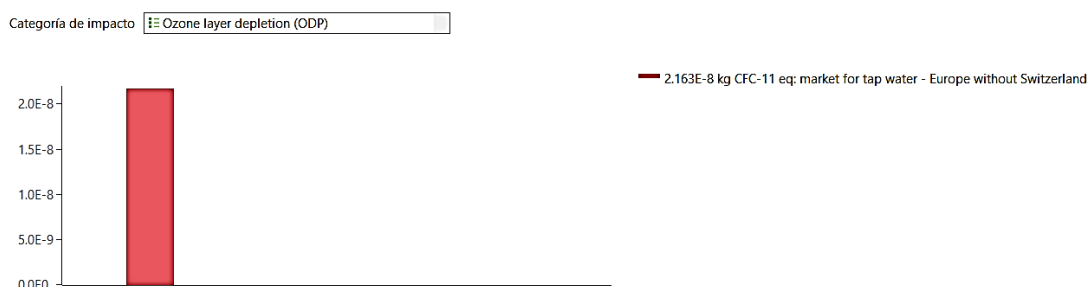 Categoría de impacto Ozone layer depletion (ODP)
2.163E-8 kg CFC-11 eq: market for tap water - Europe without Switzerland
2.0E-8
1.5E-8
1.0E-8
5.0E-9
0.0E0